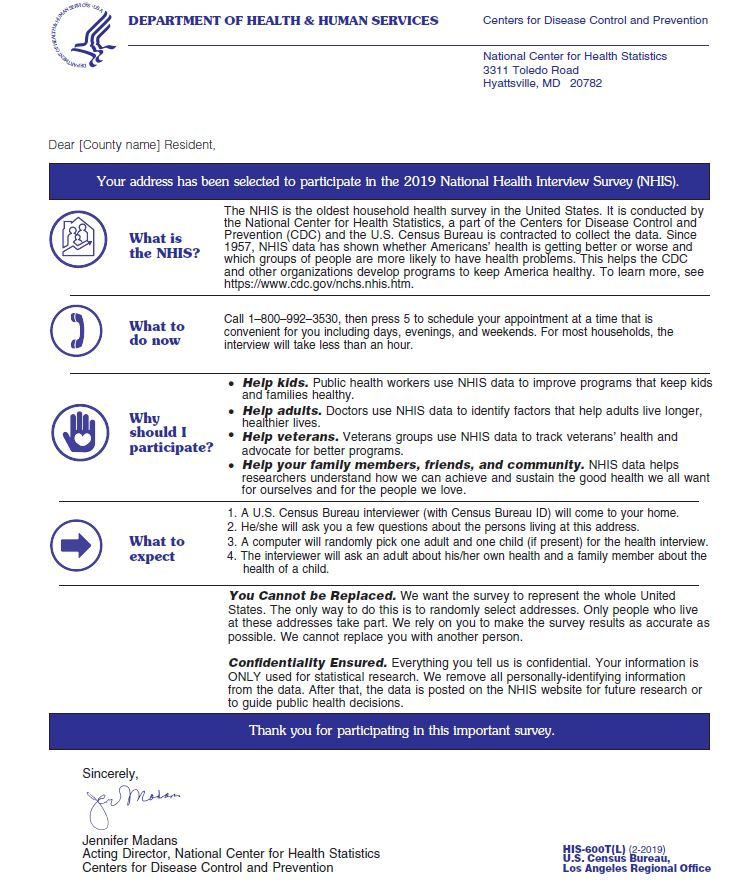 DEPARTMENT OF HEALTH & HUMAN SERVICES
Centers for Disease Control and Prevention
National Center for Health Statistics
3311 Toledo Road
Hyattsville, MD 20782
Dear [County name] Resident,
Your address has been selected to participate in the 2019 National Health Interview Survey (NHIS).
What is
the NHIS?
The NHIS is the oldest household health survey in the United States. It is conducted by
the National Center for Health Statistics, a part of the Centers for Disease Control and
Prevention (CDC) and the U.S. Census Bureau is contracted to collect the data. Since
1957, NHIS data has shown whether Americans' health is getting better or worse and
which groups of people are more likely to have health problems. This helps the CDC
and other organizations develop programs to keep America healthy. To learn more, see
https://www.cdc.gov/nchs.nhis.htm.
What to
do now
Call 1–800–992–3530, then press 5 to schedule your appointment at a time that is
convenient for you including days, evenings, and weekends. For most households, the
interview will take less than an hour.
Why
should I
participate?
• Help kids. Public health workers use NHIS data to improve programs that keep kids
and families healthy.
• Help adults. Doctors use NHIS data to identify factors that help adults live longer,
healthier lives.
• Help veterans. Veterans groups use NHIS data to track veterans' health and
advocate for better programs.
• Help your family members, friends, and community. NHIS data helps
researchers understand how we can achieve and sustain the good health we all want
for ourselves and for the people we love.
What to
expect
1. A U.S. Census Bureau interviewer (with Census Bureau ID) will come to your home.
2. He/she will ask you a few questions about the persons living at this address.
3. A computer will randomly pick one adult and one child (if present) for the health interview.
4. The interviewer will ask an adult about his/her own health and a family member about the
health of a child.
You Cannot be Replaced. We want the survey to represent the whole United
States. The only way to do this is to randomly select addresses. Only people who live
at these addresses take part. We rely on you to make the survey results as accurate as
possible. We cannot replace you with another person.
Confidentiality Ensured. Everything you tell us is confidential. Your information is
ONLY used for statistical research. We remove all personally-identifying information
from the data. After that, the data is posted on the NHIS website for future research or
to guide public health decisions.
Thank you for participating in this important survey.
Sincerely,
Jen Madans
Jennifer Madans
Acting Director, National Center for Health Statistics
Centers for Disease Control and Prevention
HIS-600T(L) (2-2019)
U.S. Census Bureau,
Los Angeles Regional Office